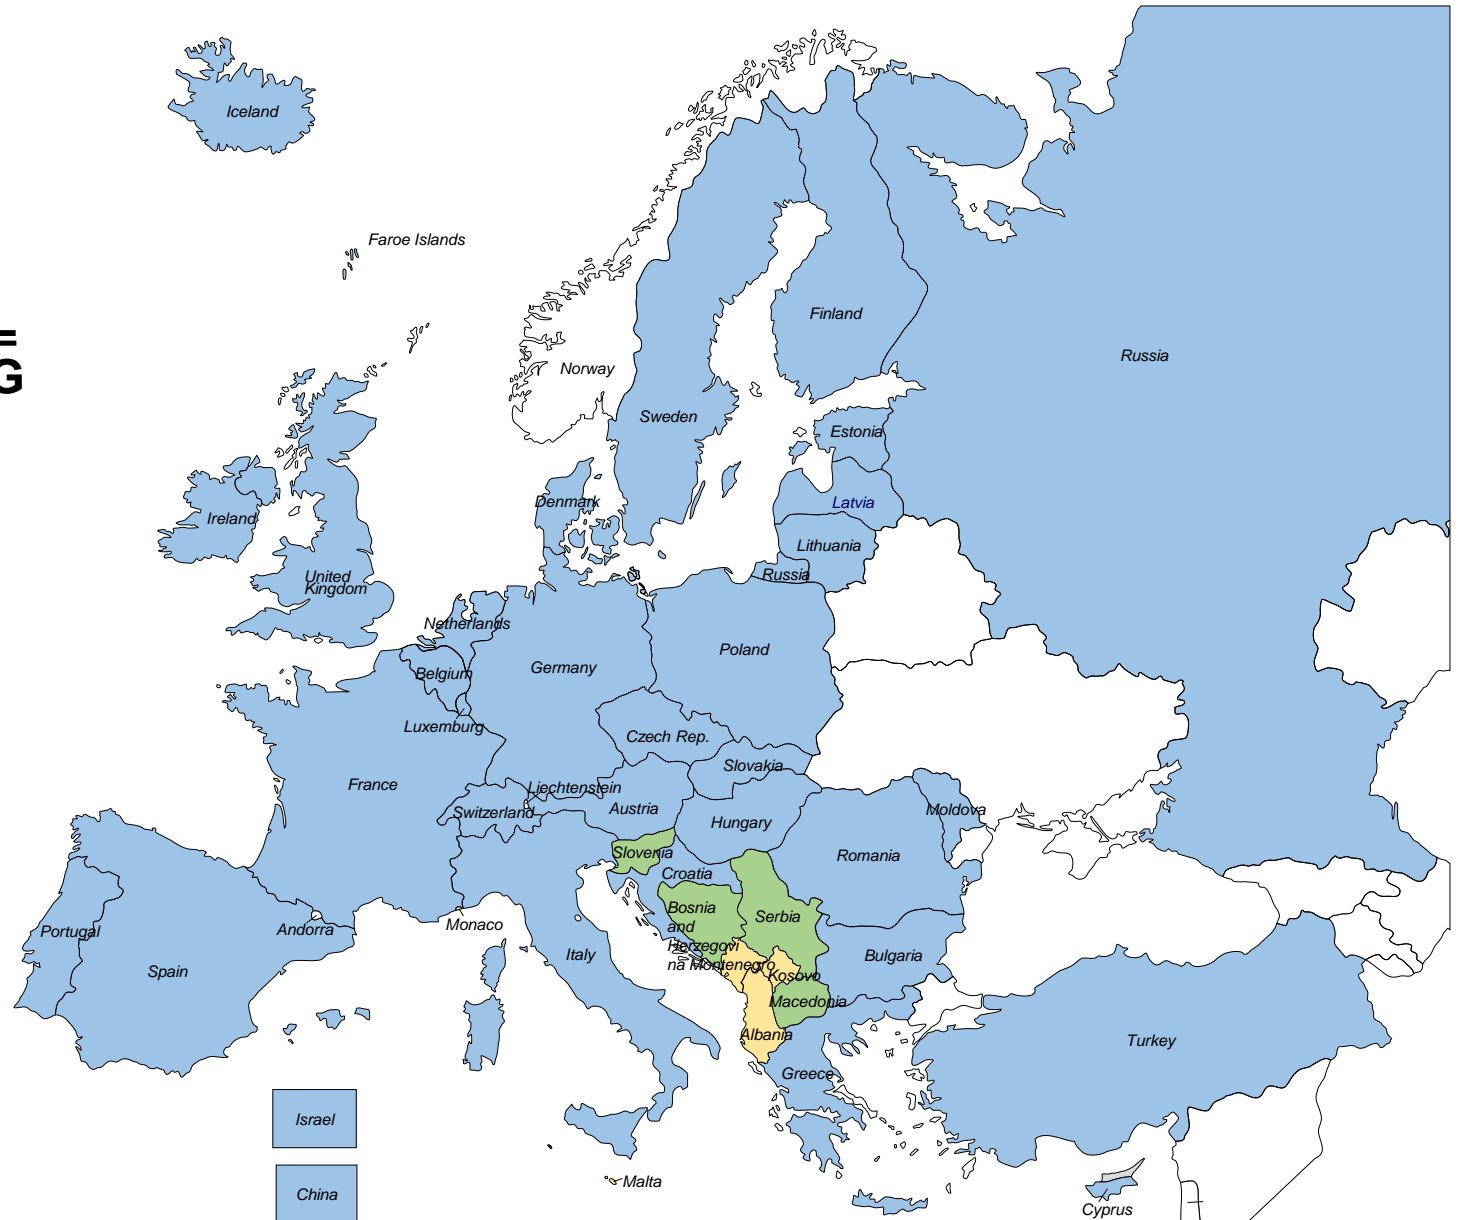 Iceland
Faroe Islands
G
Finland
Russia
Norway
Sweden
Estonia
Denmark
Latvia
Ireland
Lithuania
Russia
United
Kingdom
Netherlands
Poland
Germany
Belgium
Luxemburg
Czech Rep.
Slovakia
France
Liechtenstein
Switzerland
Austria
Moldova
Hungary
Slovenia
Romania
Croatia
Bosnia
and
Herzegovi
na
Serbia
Portugal
Andorra
Monaco
Italy
Bulgaria
Spain
Montenegro
Kosovo
Macedonia
Albania
Turkey
Greece
Israel
Malta
China
Cyprus